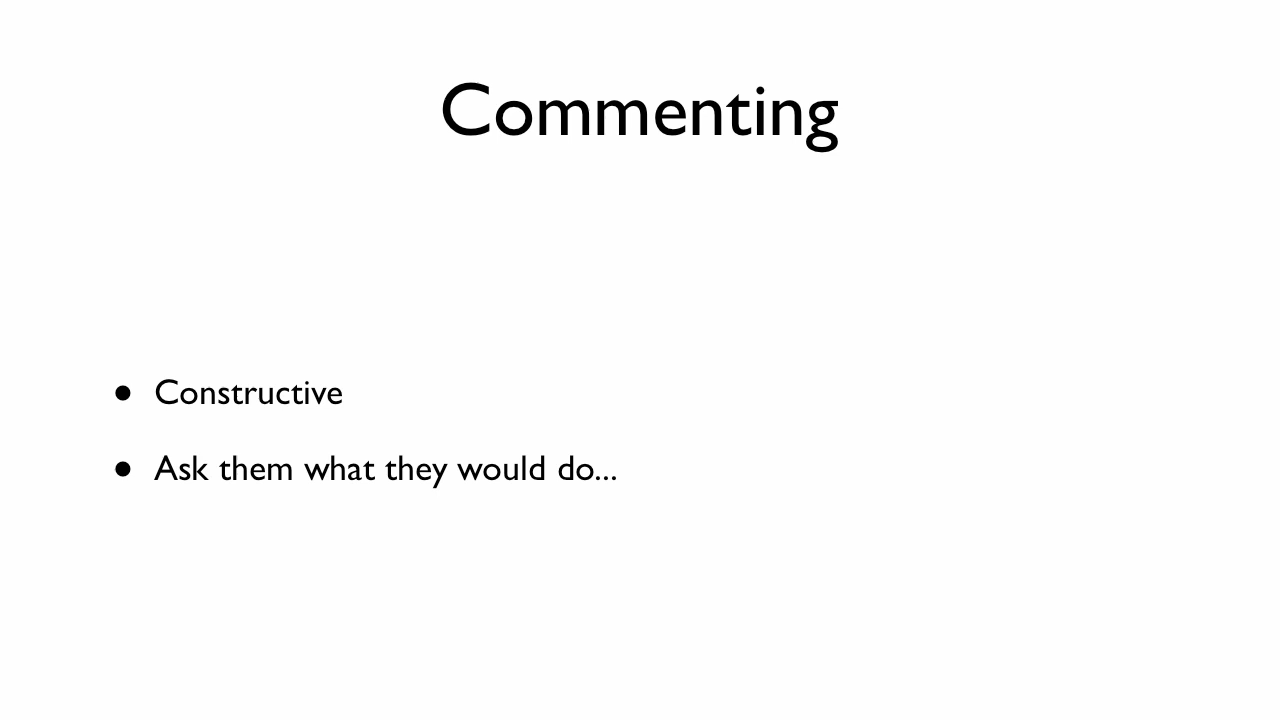 Commenting
• Constructive
• Ask them what they would do...